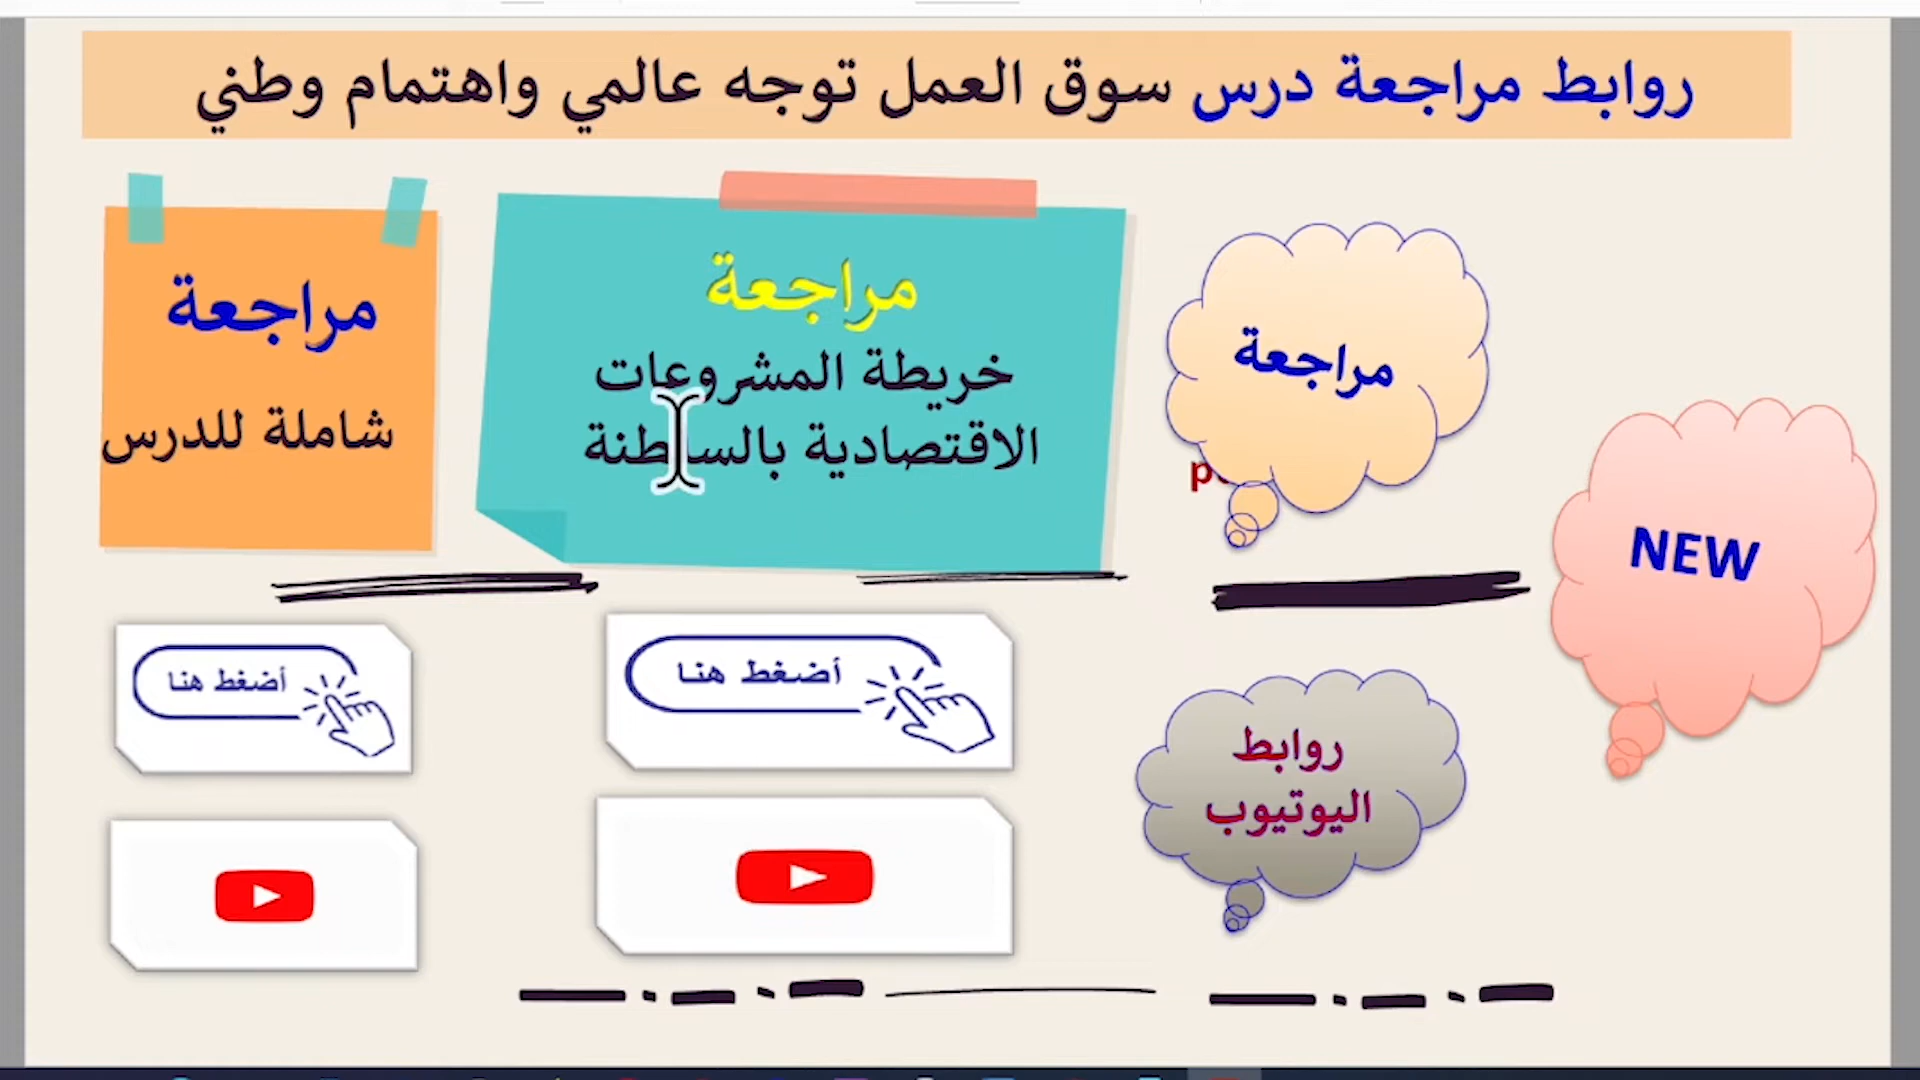 روابط مراجعة درس سوق العمل توجه عالمي واهتمام وطني
مراجعة
مراجعة
خريطة المشروعات
الاقتصادية بالسلطنة
مراجعة
شاملة للدرس
NEW
أضغط هنا
أضغط هنا
روابط
اليوتيوب